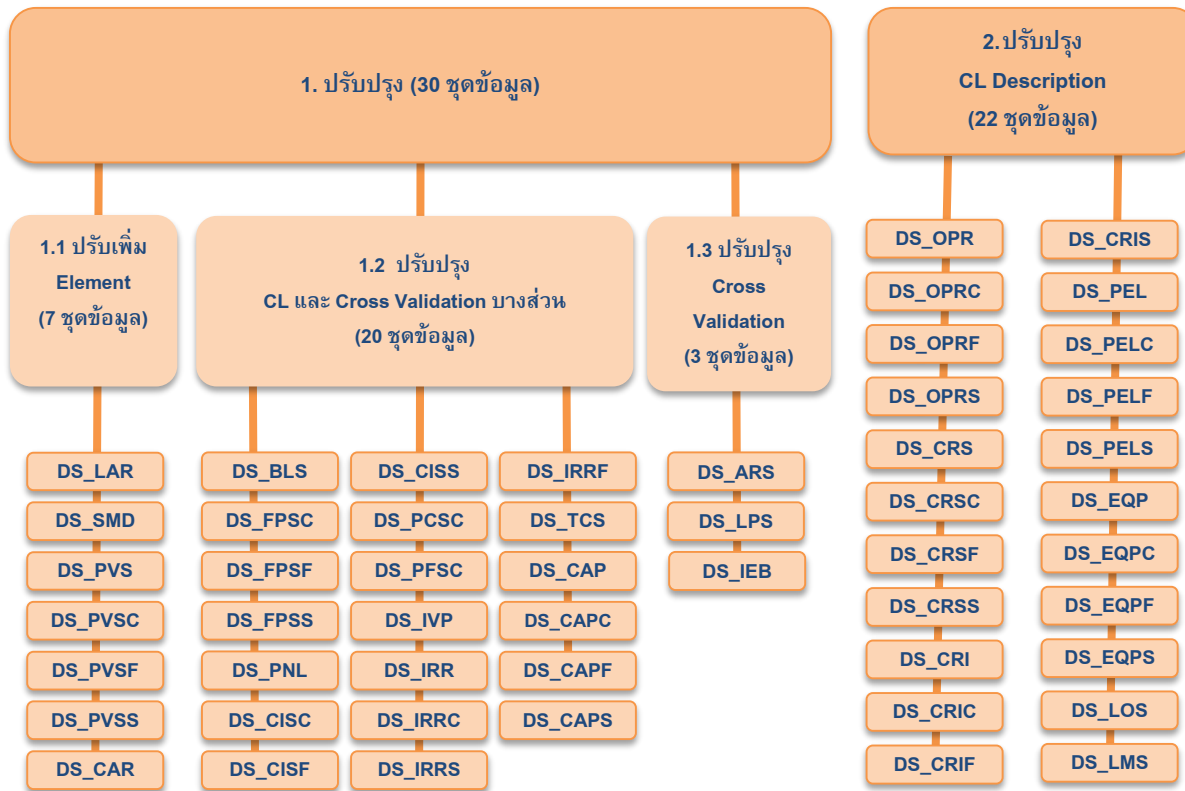 1. ปรับปรุง (30 ชุดข้อมูล)
2.ปรับปรุง
CL Description
(22 ชุดข้อมูล)
1.1 ปรับเพิ่ม
Element
(7 ชุดข้อมูล)
1.2 ปรับปรุง
CL และ Cross Validation บางส่วน
(20 ชุดข้อมูล)
1.3 ปรับปรุง
Cross
Validation
(3 ชุดข้อมูล)
DS_LAR
DS_SMD
DS_PVS
DS_PVSC
DS_PVSF
DS_PVSS
DS_CAR
DS_BLS
DS_FPSC
DS_FPSF
DS_FPSS
DS_PNL
DS_CISC
DS_CISF
DS_CISS
DS_PCSC
DS_PFSC
DS_IVP
DS_IRR
DS_IRRC
DS_IRRS
DS_IRRF
DS_TCS
DS_CAP
DS_CAPC
DS_CAPF
DS_CAPS
DS_ARS
DS_LPS
DS_IEB
DS_OPR
DS_OPRC
DS_OPRF
DS_OPRS
DS_CRS
DS_CRSC
DS_CRSF
DS_CRSS
DS_CRI
DS_CRIC
DS_CRIF
DS_CRIS
DS_PEL
DS_PELC
DS_PELF
DS_PELS
DS_EQP
DS_EQPC
DS_EQPF
DS_EQPS
DS_LOS
DS_LMS